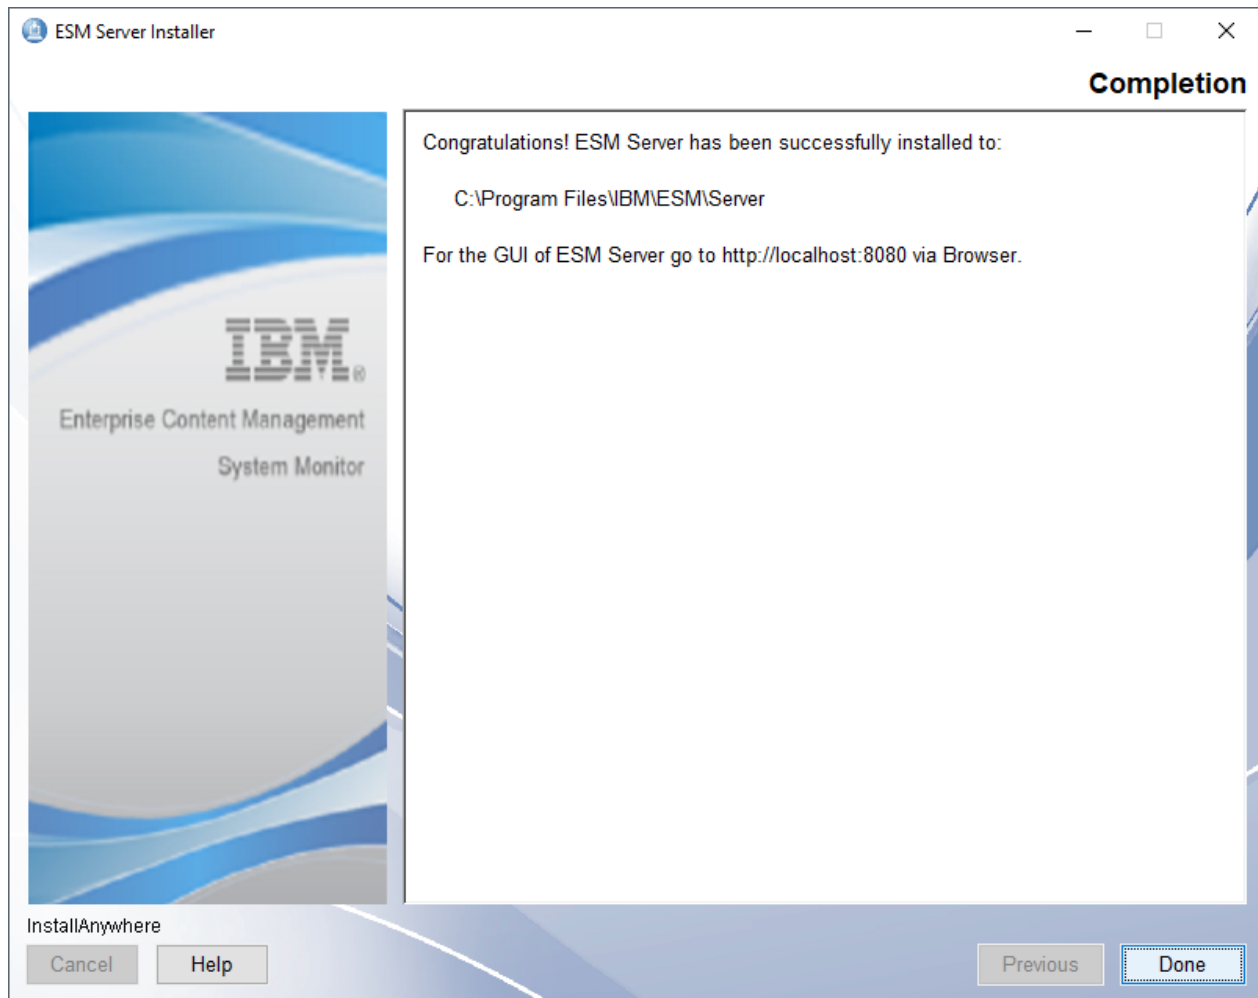 ESM Server Installer
Completion
Congratulations! ESM Server has been successfully installed to:
C:\Program Files\IBM\ESM\Server
For the GUI of ESM Server go to http://localhost:8080 via Browser.
IBM®
Enterprise Content Management
System Monitor
InstallAnywhere
Cancel
Help
Previous
Done